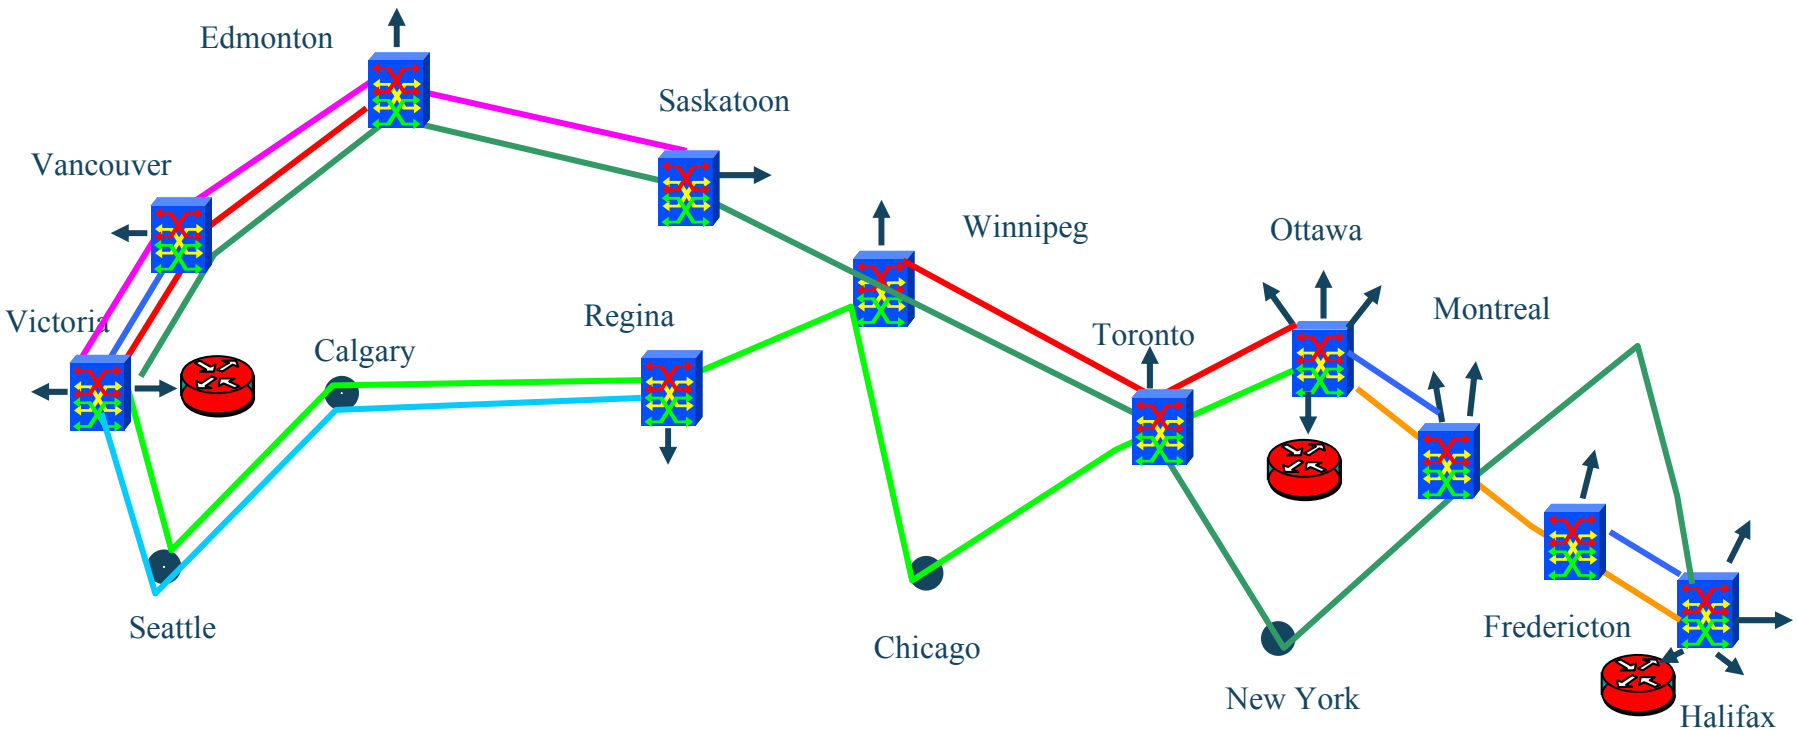 Edmonton
Saskatoon
Vancouver
Winnipeg
Ottawa
Montreal
Victoria
Regina
Toronto
Calgary
Seattle
Chicago
Fredericton
New York
Halifax